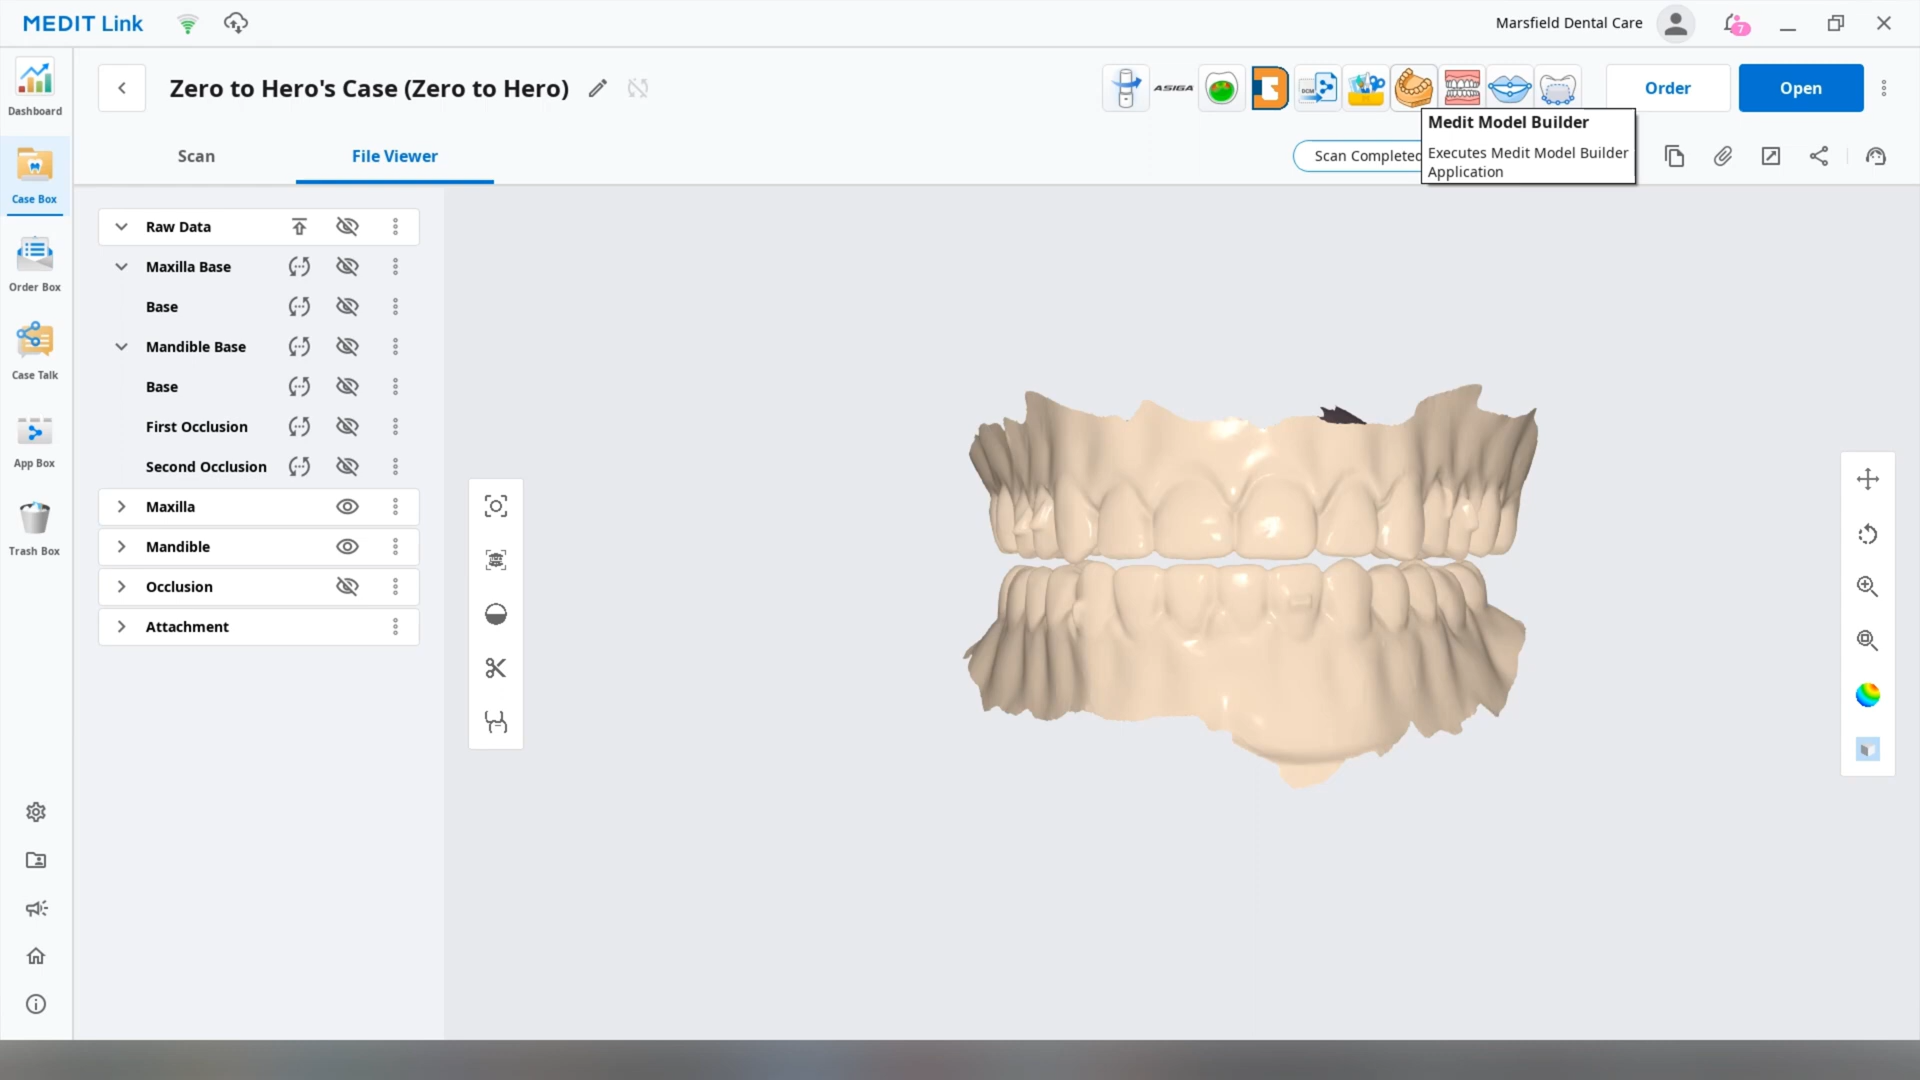 MEDIT Link
Marsfield Dental Care
7
Dashboard
Case Box
Order Box
Case Talk
App Box
Trash Box
Zero to Hero's Case (Zero to Hero)
ASIGA
DCM
Order
Open
Scan
File Viewer
Scan Completed
Medit Model Builder
Executes Medit Model Builder
Application
Raw Data
Maxilla Base
Base
Mandible Base
Base
First Occlusion
Second Occlusion
Maxilla
Mandible
Occlusion
Attachment